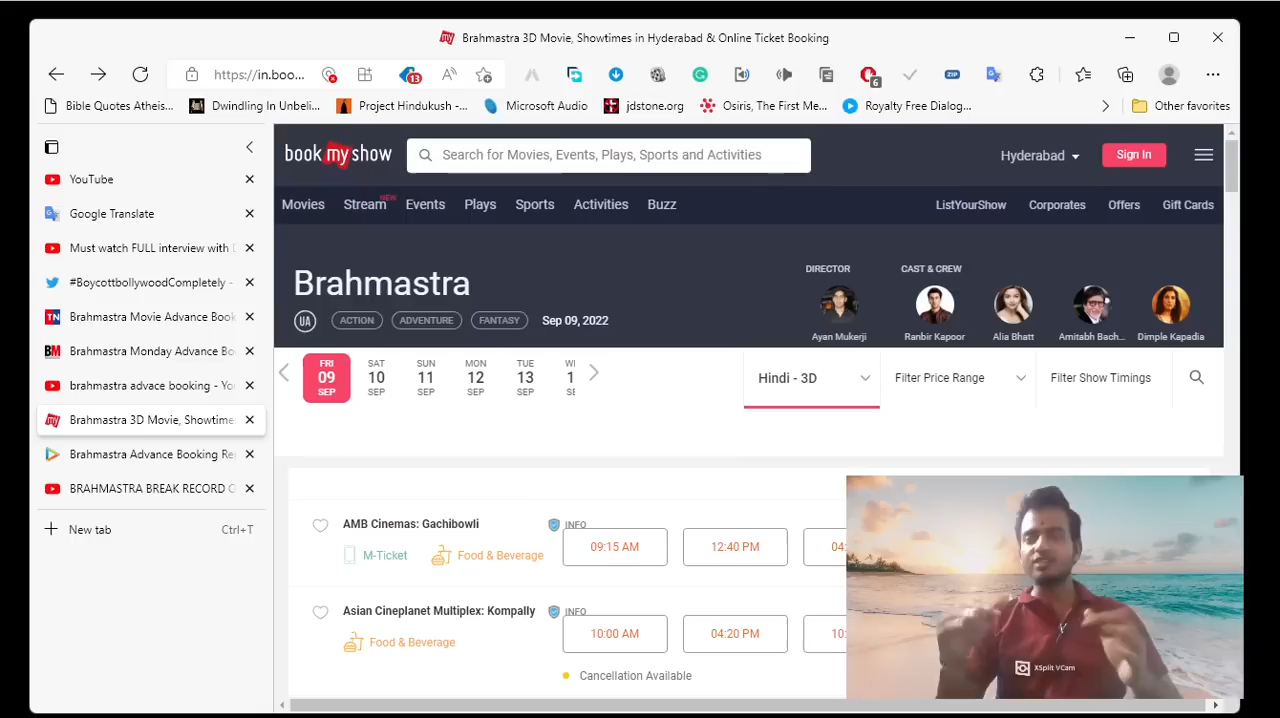 Brahmastra 3D Movie, Showtimes in Hyderabad & Online Ticket Booking
https://in.boo...
13
6
ZIP
Bible Quotes Atheis...
Dwindling In Unbeli...
Project Hindukush -...
Microsoft Audio
jdstone.org
Osiris, The First Me...
Royalty Free Dialog...
Other favorites
YouTube
Google Translate
Must watch FULL interview with
#BoycottbollywoodCompletely -
TN
Brahmastra Movie Advance Book
BM
Brahmastra Monday Advance Bo
brahmastra advace booking - Yo
Brahmastra 3D Movie, Showtime
Brahmastra Advance Booking Re
BRAHMASTRA BREAK RECORD
New tab Ctrl+T
book my show
Search for Movies, Events, Plays, Sports and Activities
Hyderabad
Sign In
Movies
Stream NEW
Events
Plays
Sports
Activities
Buzz
ListYourShow
Corporates
Offers
Gift Cards
Brahmastra
UA
ACTION
ADVENTURE
FANTASY
Sep 09, 2022
DIRECTOR
CAST & CREW
Ayan Mukerji
Ranbir Kapoor
Alia Bhatt
Amitabh Bach...
Dimple Kapadia
FRI
09
SEP
SAT
10
SEP
SUN
11
SEP
MON
12
SEP
TUE
13
SEP
Hindi - 3D
Filter Price Range
Filter Show Timings
AMB Cinemas: Gachibowli
INFO
M-Ticket
Food & Beverage
09:15 AM
12:40 PM
04:
Asian Cineplanet Multiplex: Kompally
INFO
Food & Beverage
10:00 AM
04:20 PM
10:
Cancellation Available
XSplit VCam